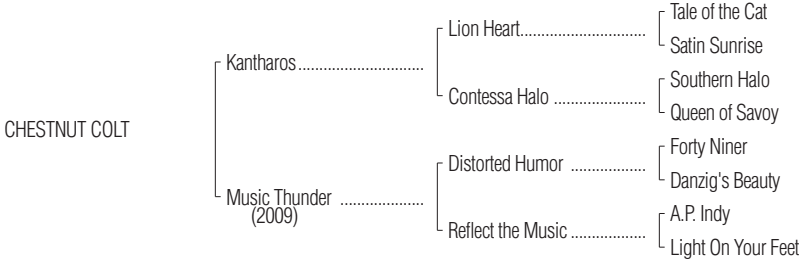 Tale of the Cat
Lion Heart..............................
Satin Sunrise
Kantharos..............................
Southern Halo
Contessa Halo ......................
Queen of Savoy
CHESTNUT COLT
Forty Niner
Distorted Humor ..................
Danzig's Beauty
Music Thunder ....................
(2009)
A.P. Indy
Reflect the Music ..................
Light On Your Feet